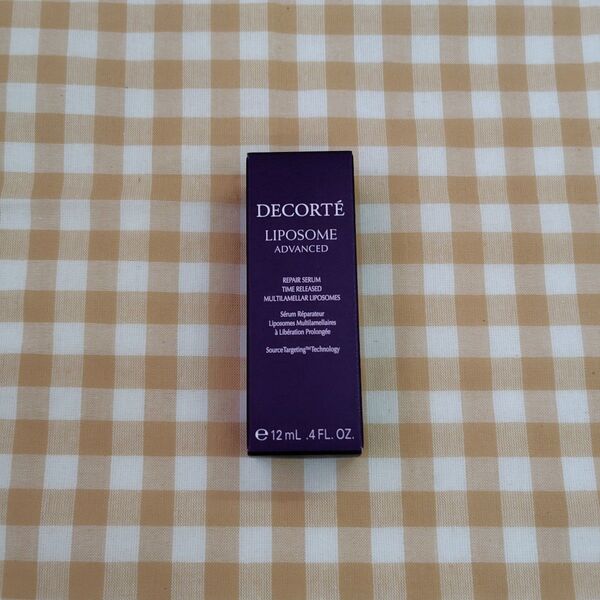 DECORTÉ
LIPOSOME
ADVANCED
REPAIR SERUM
TIME RELEASED
MULTILAMELLAR LIPOSOMES
Sérum Réparateur
Liposomes Multilamellaires
à Libération Prolongée
SourceTargeting™Technology
℮ 12 mL .4 FL. OZ.